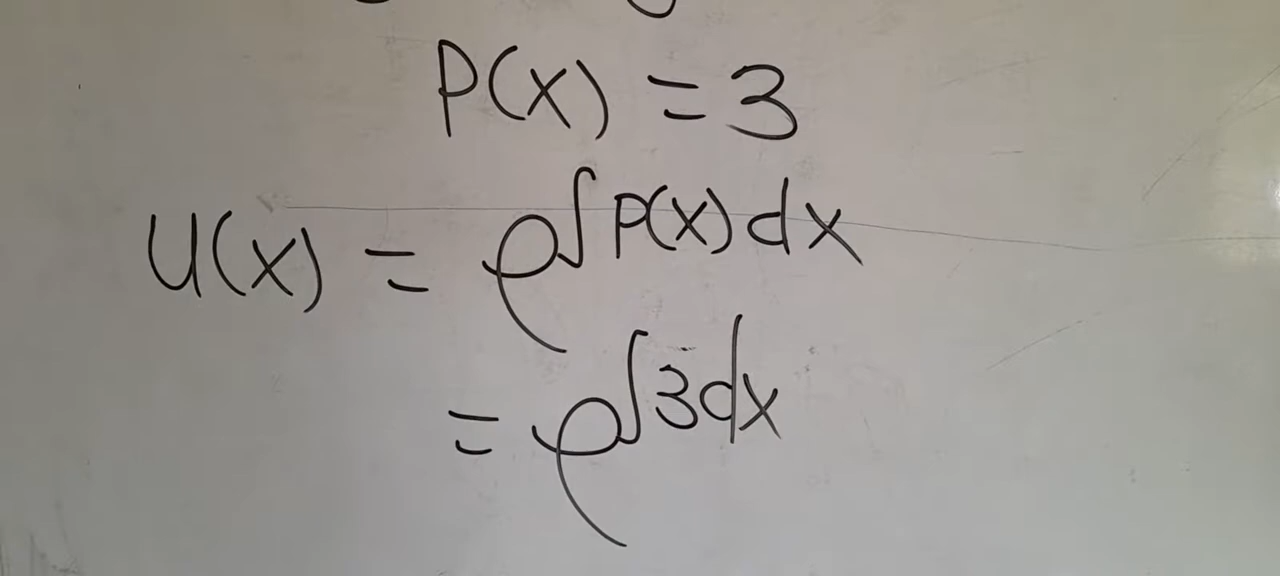 P(x) = 3
U(x) = e^∫P(x)dx
= e^∫3dx